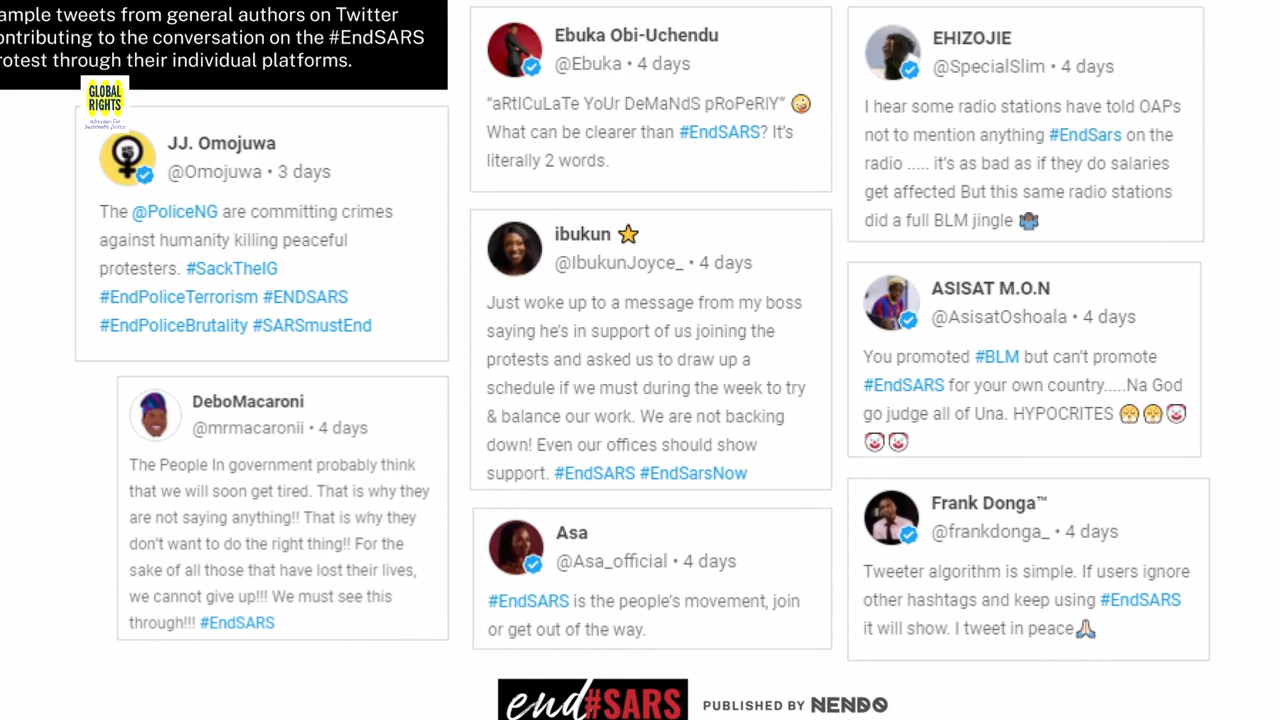 ample tweets from general authors on Twitter
ontributing to the conversation on the #EndSARS
rotest through their individual platforms.
GLOBAL
RIGHTS
Advocates For
Sustainable Justice
JJ. Omojuwa
@Omojuwa • 3 days
The @PoliceNG are committing crimes
against humanity killing peaceful
protesters. #SackTheIG
#EndPoliceTerrorism #ENDSARS
#EndPoliceBrutality #SARSmustEnd
DeboMacaroni
@mrmacaronii • 4 days
The People In government probably think
that we will soon get tired. That is why they
are not saying anything!! That is why they
don't want to do the right thing!! For the
sake of all those that have lost their lives,
we cannot give up!!! We must see this
through!!! #EndSARS
Ebuka Obi-Uchendu
@Ebuka • 4 days
“aRtICuLaTe YoUr DeMaNdS pRoPeRlY”
What can be clearer than #EndSARS? It's
literally 2 words.
ibukun
@IbukunJoyce_ • 4 days
Just woke up to a message from my boss
saying he's in support of us joining the
protests and asked us to draw up a
schedule if we must during the week to try
& balance our work. We are not backing
down! Even our offices should show
support. #EndSARS #EndSarsNow
Asa
@Asa_official • 4 days
#EndSARS is the people's movement, join
or get out of the way.
EHIZOJIE
@SpecialSlim • 4 days
I hear some radio stations have told OAPs
not to mention anything #EndSars on the
radio ..... it's as bad as if they do salaries
get affected But this same radio stations
did a full BLM jingle
ASISAT M.O.N
@AsisatOshoala • 4 days
You promoted #BLM but can't promote
#EndSARS for your own country.....Na God
go judge all of Una. HYPOCRITES
Frank Donga™
@frankdonga_ • 4 days
Tweeter algorithm is simple. If users ignore
other hashtags and keep using #EndSARS
it will show. I tweet in peace
end#SARS
PUBLISHED BY NENDO